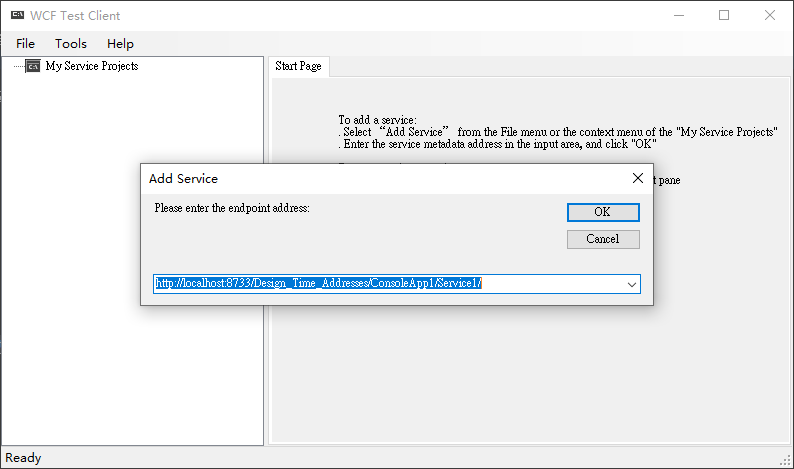 WCF Test Client
File Tools Help
My Service Projects
Start Page
To add a service:
. Select “Add Service” from the File menu or the context menu of the "My Service Projects"
. Enter the service metadata address in the input area, and click "OK"
t pane
Add Service
Please enter the endpoint address:
OK
Cancel
http://localhost:8733/Design_Time_Addresses/ConsoleApp1/Service1/
Ready